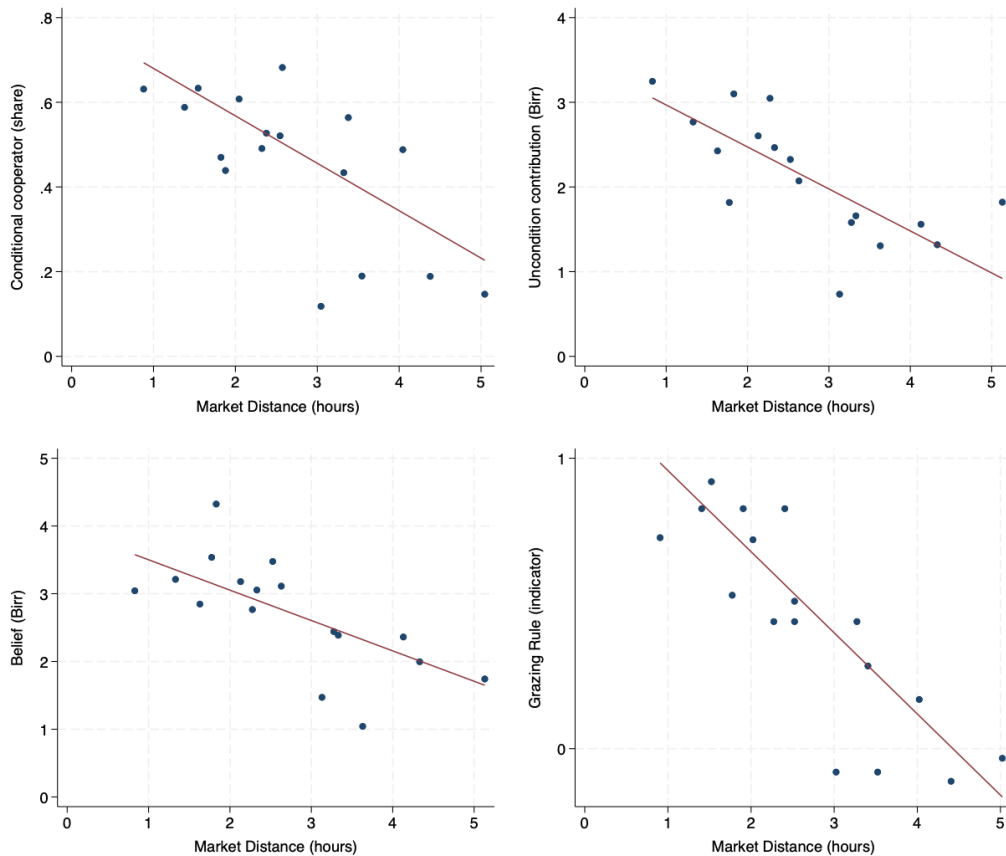 Conditional cooperator (share)
.8
.6
.4
.2
0
0 1 2 3 4 5
Market Distance (hours)
Uncondition contribution (Birr)
4
3
2
1
0
0 1 2 3 4 5
Market Distance (hours)
Belief (Birr)
5
4
3
2
1
0
0 1 2 3 4 5
Market Distance (hours)
Grazing Rule (indicator)
1
0
0 1 2 3 4 5
Market Distance (hours)